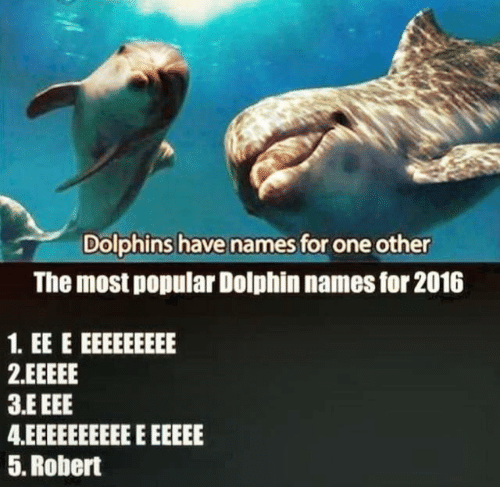 Dolphins have names for one other
The most popular Dolphin names for 2016
1. EE E EEEEEEEEE
2.EEEEE
3.E EEE
4.EEEEEEEEEE E EEEEE
5. Robert